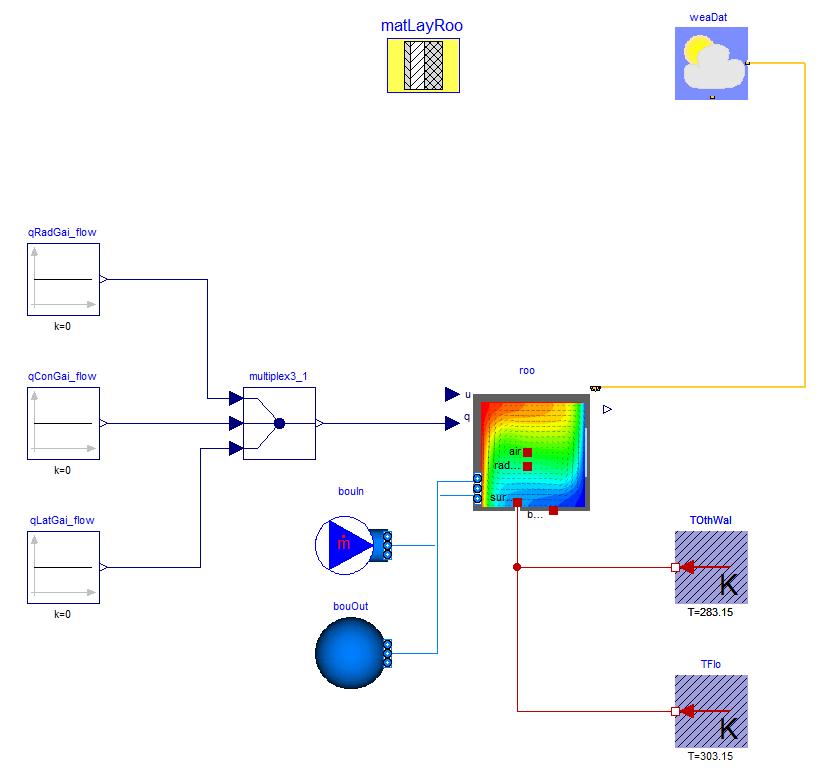 weaDat
matLayRoo
qRadGai_flow
k=0
qConGai_flow
k=0
multiplex3_1
roo
u
q
air
rad...
sur...
b...
qLatGai_flow
k=0
bouIn
ṁ
bouOut
TOthWal
K
T=283.15
TFlo
K
T=303.15